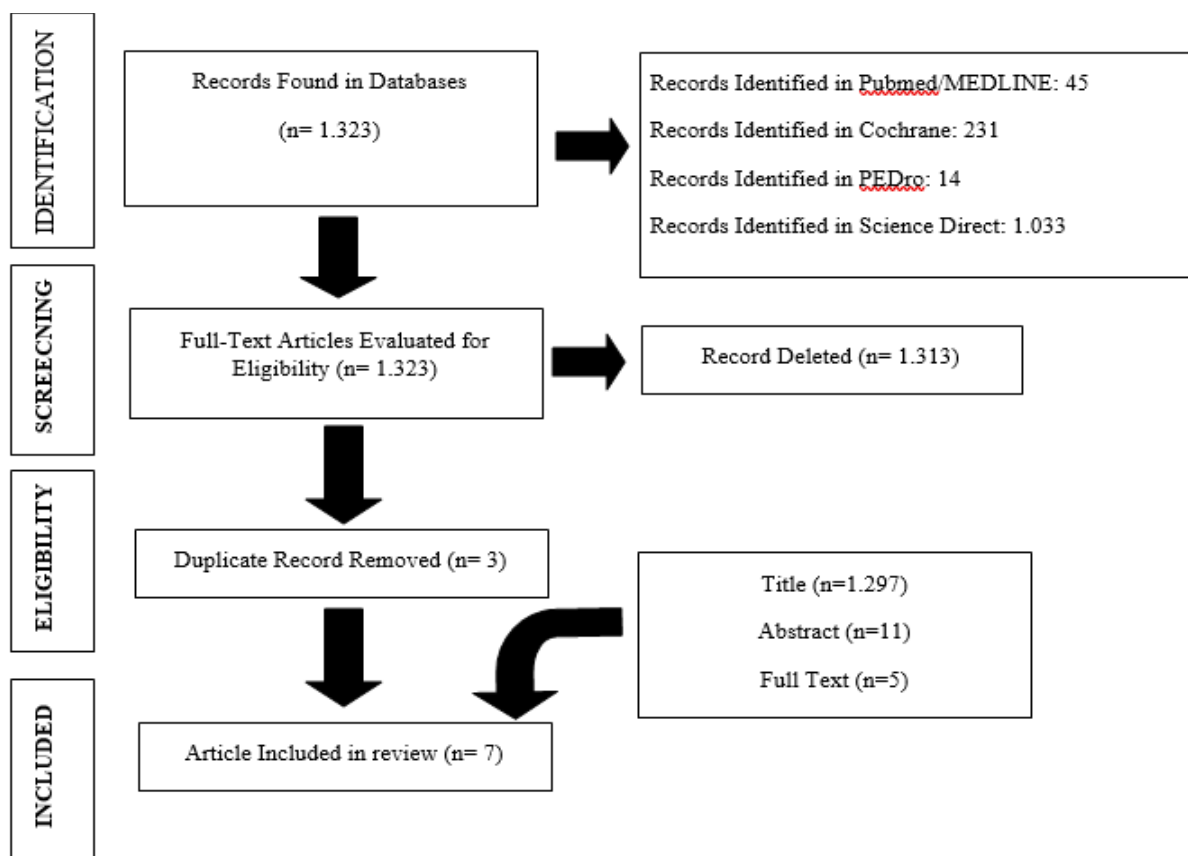 IDENTIFICATION
Records Found in Databases
(n= 1.323)
Records Identified in Pubmed/MEDLINE: 45
Records Identified in Cochrane: 231
Records Identified in PEDro: 14
Records Identified in Science Direct: 1.033
SCREECNING
Full-Text Articles Evaluated for
Eligibility (n= 1.323)
Record Deleted (n= 1.313)
ELIGIBILITY
Duplicate Record Removed (n= 3)
Title (n=1.297)
Abstract (n=11)
Full Text (n=5)
INCLUDED
Article Included in review (n= 7)